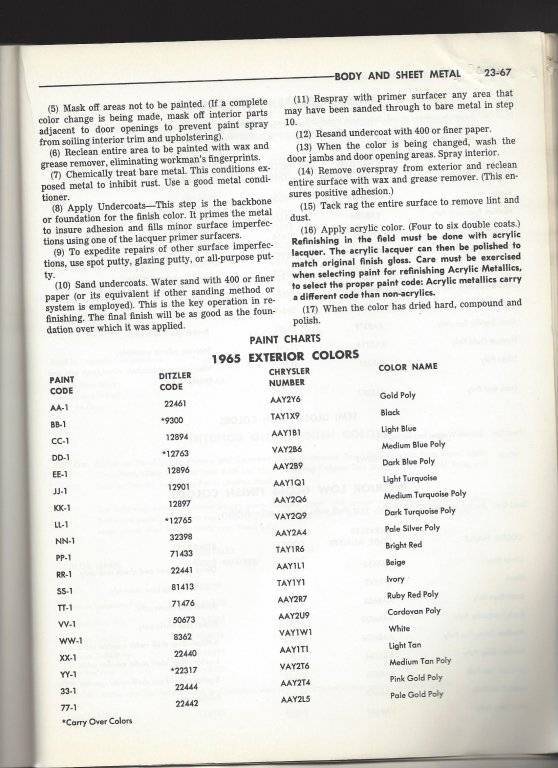 BODY AND SHEET METAL 23-67
(5) Mask off areas not to be painted. (If a complete
color change is being made, mask off interior parts
adjacent to door openings to prevent paint spray
from soiling interior trim and upholstering).
(6) Reclean entire area to be painted with wax and
grease remover, eliminating workman's fingerprints.
(7) Chemically treat bare metal. This conditions ex-
posed metal to inhibit rust. Use a good metal condi-
tioner.
(8) Apply Undercoats—This step is the backbone
or foundation for the finish color. It primes the metal
to insure adhesion and fills minor surface imperfec-
tions using one of the lacquer primer surfacers.
(9) To expedite repairs of other surface imperfec-
tions, use spot putty, glazing putty, or all-purpose put-
ty.
(10) Sand undercoats. Water sand with 400 or finer
paper (or its equivalent if other sanding method or
system is employed). This is the key operation in re-
finishing. The final finish will be as good as the foun-
dation over which it was applied.
(11) Respray with primer surfacer any area that
may have been sanded through to bare metal in step
10.
(12) Resand undercoat with 400 or finer paper.
(13) When the color is being changed, wash the
door jambs and door opening areas. Spray interior.
(14) Remove overspray from exterior and reclean
entire surface with wax and grease remover. (This en-
sures positive adhesion.)
(15) Tack rag the entire surface to remove lint and
dust.
(16) Apply acrylic color. (Four to six double coats.)
Refinishing in the field must be done with acrylic
lacquer. The acrylic lacquer can then be polished to
match original finish gloss. Care must be exercised
when selecting paint for refinishing Acrylic Metallics,
to select the proper paint code: Acrylic metallics carry
a different code than non-acrylics.
(17) When the color has dried hard, compound and
polish.
PAINT CHARTS
1965 EXTERIOR COLORS
PAINT CODE DITZLER CODE CHRYSLER NUMBER COLOR NAME
AA-1 22461 AAY2Y6 Gold Poly
BB-1 *9300 TAY1X9 Black
CC-1 12894 AAY1B1 Light Blue
DD-1 *12763 VAY2B6 Medium Blue Poly
EE-1 12896 AAY2B9 Dark Blue Poly
JJ-1 12901 AAY1Q1 Light Turquoise
KK-1 12897 AAY2Q6 Medium Turquoise Poly
LL-1 *12765 VAY2Q9 Dark Turquoise Poly
NN-1 32398 AAY2A4 Pale Silver Poly
PP-1 71433 TAY1R6 Bright Red
RR-1 22441 AAY1L1 Beige
SS-1 81413 TAY1Y1 Ivory
TT-1 71476 AAY2R7 Ruby Red Poly
VV-1 50673 AAY2U9 Cordovan Poly
WW-1 8362 VAY1W1 White
XX-1 22440 AAY1T1 Light Tan
YY-1 *22317 VAY2T6 Medium Tan Poly
33-1 22444 AAY2T4 Pink Gold Poly
77-1 22442 AAY2L5 Pale Gold Poly
*Carry Over Colors